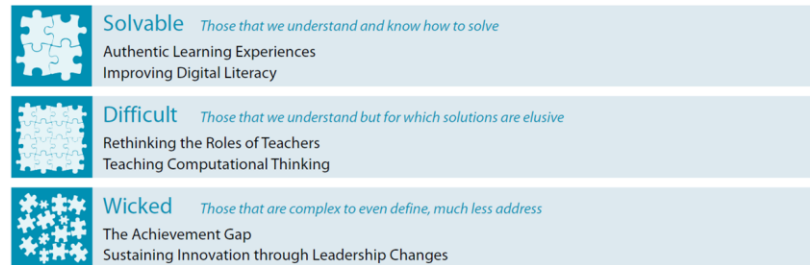 Solvable Those that we understand and know how to solve
Authentic Learning Experiences
Improving Digital Literacy
Difficult Those that we understand but for which solutions are elusive
Rethinking the Roles of Teachers
Teaching Computational Thinking
Wicked Those that are complex to even define, much less address
The Achievement Gap
Sustaining Innovation through Leadership Changes